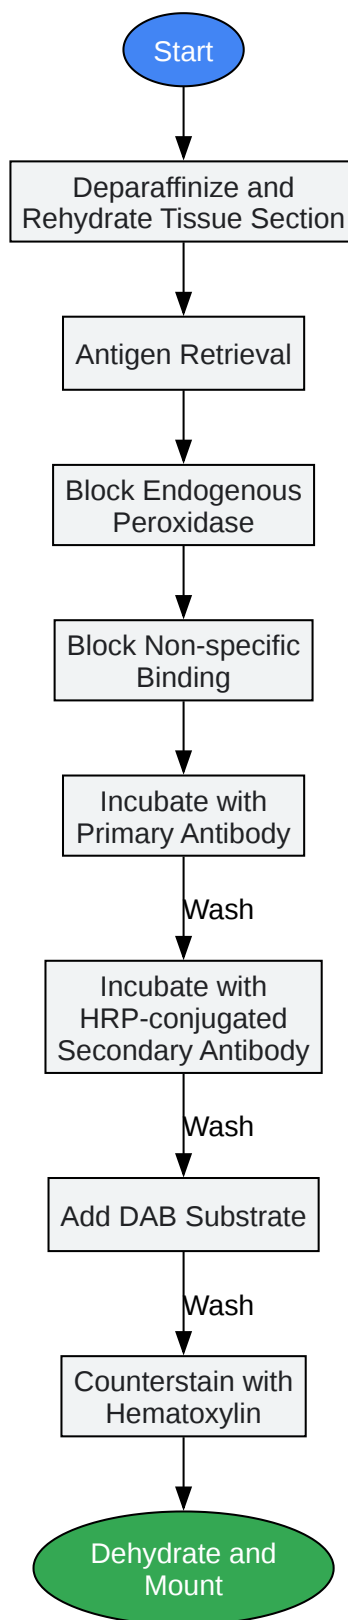 Start
Deparaffinize and
Rehydrate Tissue Section
Antigen Retrieval
Block Endogenous
Peroxidase
Block Non-specific
Binding
Incubate with
Primary Antibody
Wash
Incubate with
HRP-conjugated
Secondary Antibody
Wash
Add DAB Substrate
Wash
Counterstain with
Hematoxylin
Dehydrate and
Mount